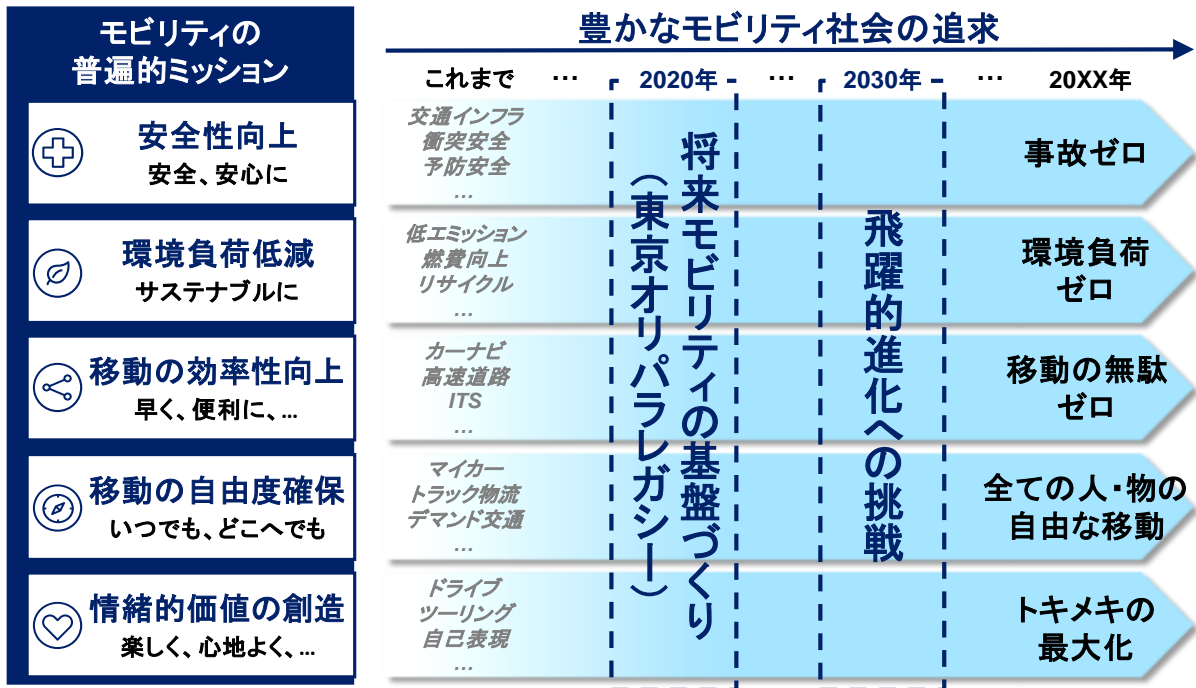 モビリティの
普遍的ミッション
豊かなモビリティ社会の追求
これまで … 2020年 … 2030年 … 20XX年
安全性向上
安全、安心に
交通インフラ
衝突安全
予防安全
…
事故ゼロ
環境負荷低減
サステナブルに
低エミッション
燃費向上
リサイクル
…
環境負荷
ゼロ
移動の効率性向上
早く、便利に、...
カーナビ
高速道路
ITS
…
移動の無駄
ゼロ
移動の自由度確保
いつでも、どこへでも
マイカー
トラック物流
デマンド交通
…
全ての人・物の
自由な移動
情緒的価値の創造
楽しく、心地よく、...
ドライブ
ツーリング
自己表現
…
トキメキの
最大化
将来モビリティの基盤づくり
（東京オリパラレガシー）
飛躍的進化への挑戦